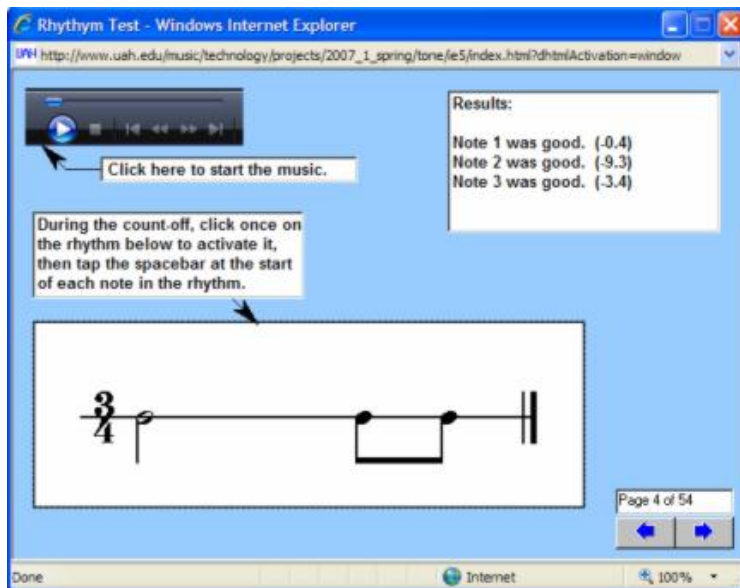 Rhythym Test - Windows Internet Explorer
UAH http://www.uah.edu/music/technology/projects/2007_1_spring/tone/ie5/index.html?dhtmlActivation=window
Results:
Note 1 was good. (-0.4)
Note 2 was good. (-9.3)
Note 3 was good. (-3.4)
Click here to start the music.
During the count-off, click once on
the rhythm below to activate it,
then tap the spacebar at the start
of each note in the rhythm.
3
4
Page 4 of 54
Done
Internet
100%